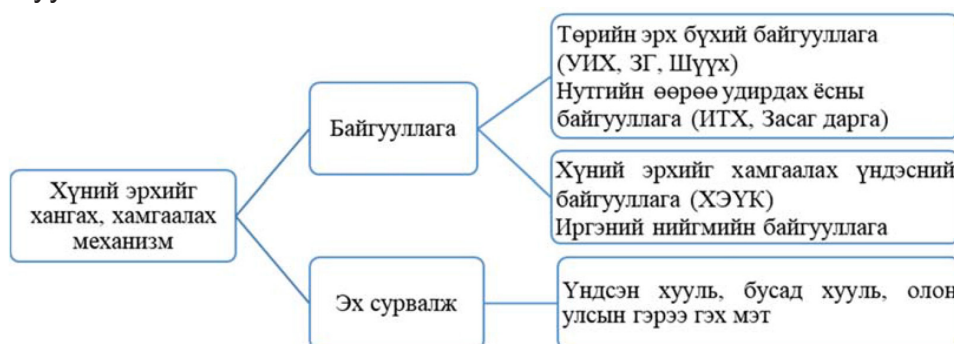 Хүний эрхийг
хангах, хамгаалах
механизм
Байгууллага
Төрийн эрх бүхий байгууллага
(УИХ, ЗГ, Шүүх)
Нутгийн өөрөө удирдах ёсны
байгууллага (ИТХ, Засаг дарга)
Хүний эрхийг хамгаалах үндэсний
байгууллага (ХЭҮК)
Иргэний нийгмийн байгууллага
Эх сурвалж
Үндсэн хууль, бусад хууль, олон
улсын гэрээ гэх мэт